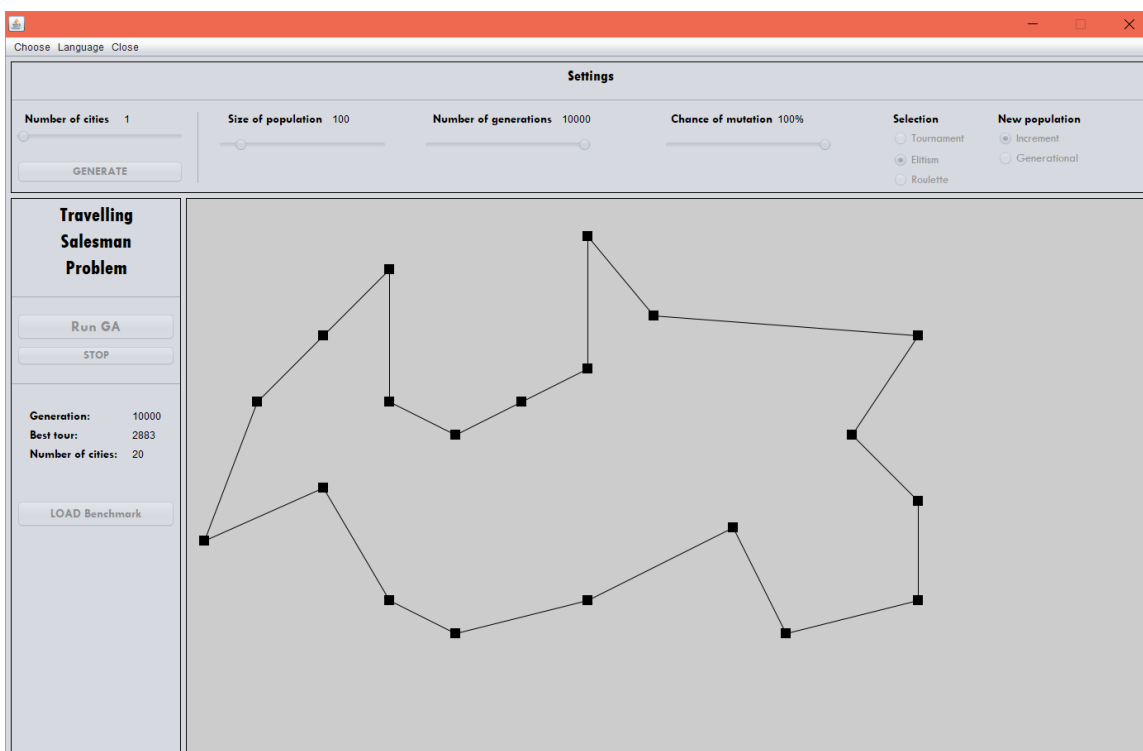 Choose Language Close
Settings
Number of cities 1
Size of population 100
Number of generations 10000
Chance of mutation 100%
Selection
New population
Tournament
Increment
Elitism
Generational
Roulette
GENERATE
Travelling
Salesman
Problem
Run GA
STOP
Generation: 10000
Best tour: 2883
Number of cities: 20
LOAD Benchmark